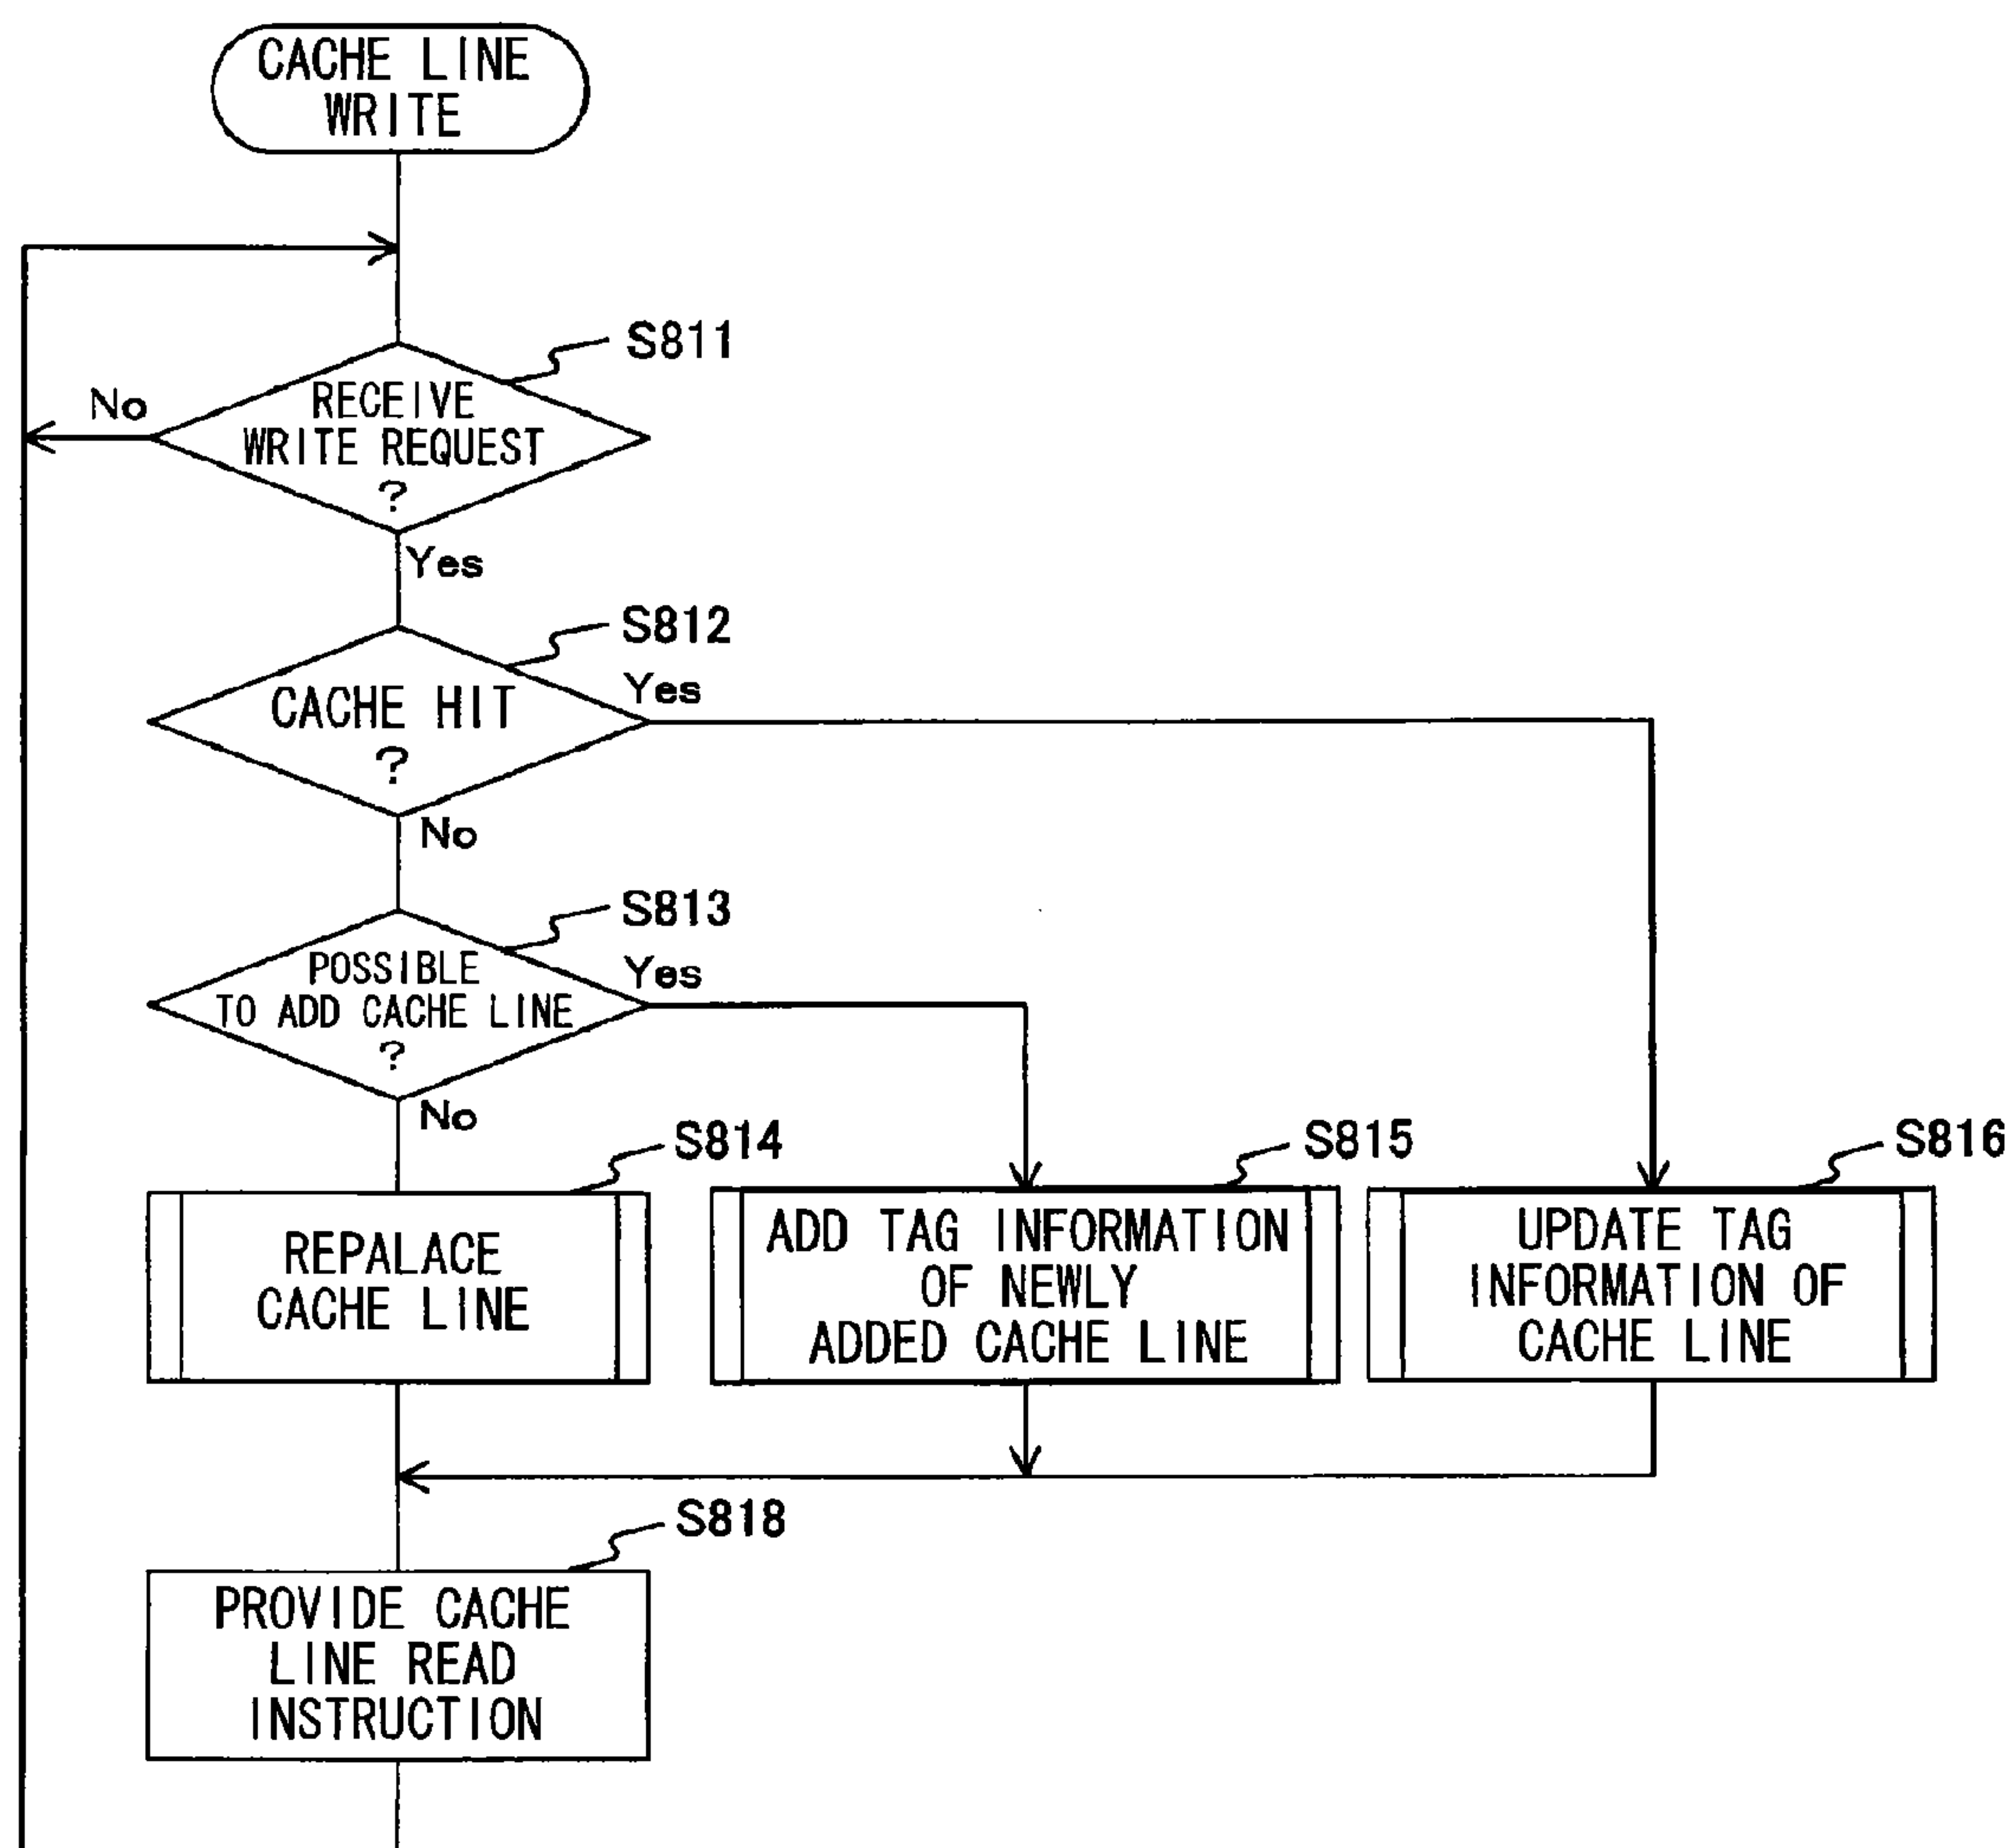 CACHE LINE
WRITE
S811
No
RECEIVE
WRITE REQUEST
?
Yes
S812
CACHE HIT
?
Yes
No
S813
POSSIBLE
TO ADD CACHE LINE
?
Yes
No
S814
REPALACE
CACHE LINE
S815
ADD TAG INFORMATION
OF NEWLY
ADDED CACHE LINE
S816
UPDATE TAG
INFORMATION OF
CACHE LINE
S818
PROVIDE CACHE
LINE READ
INSTRUCTION